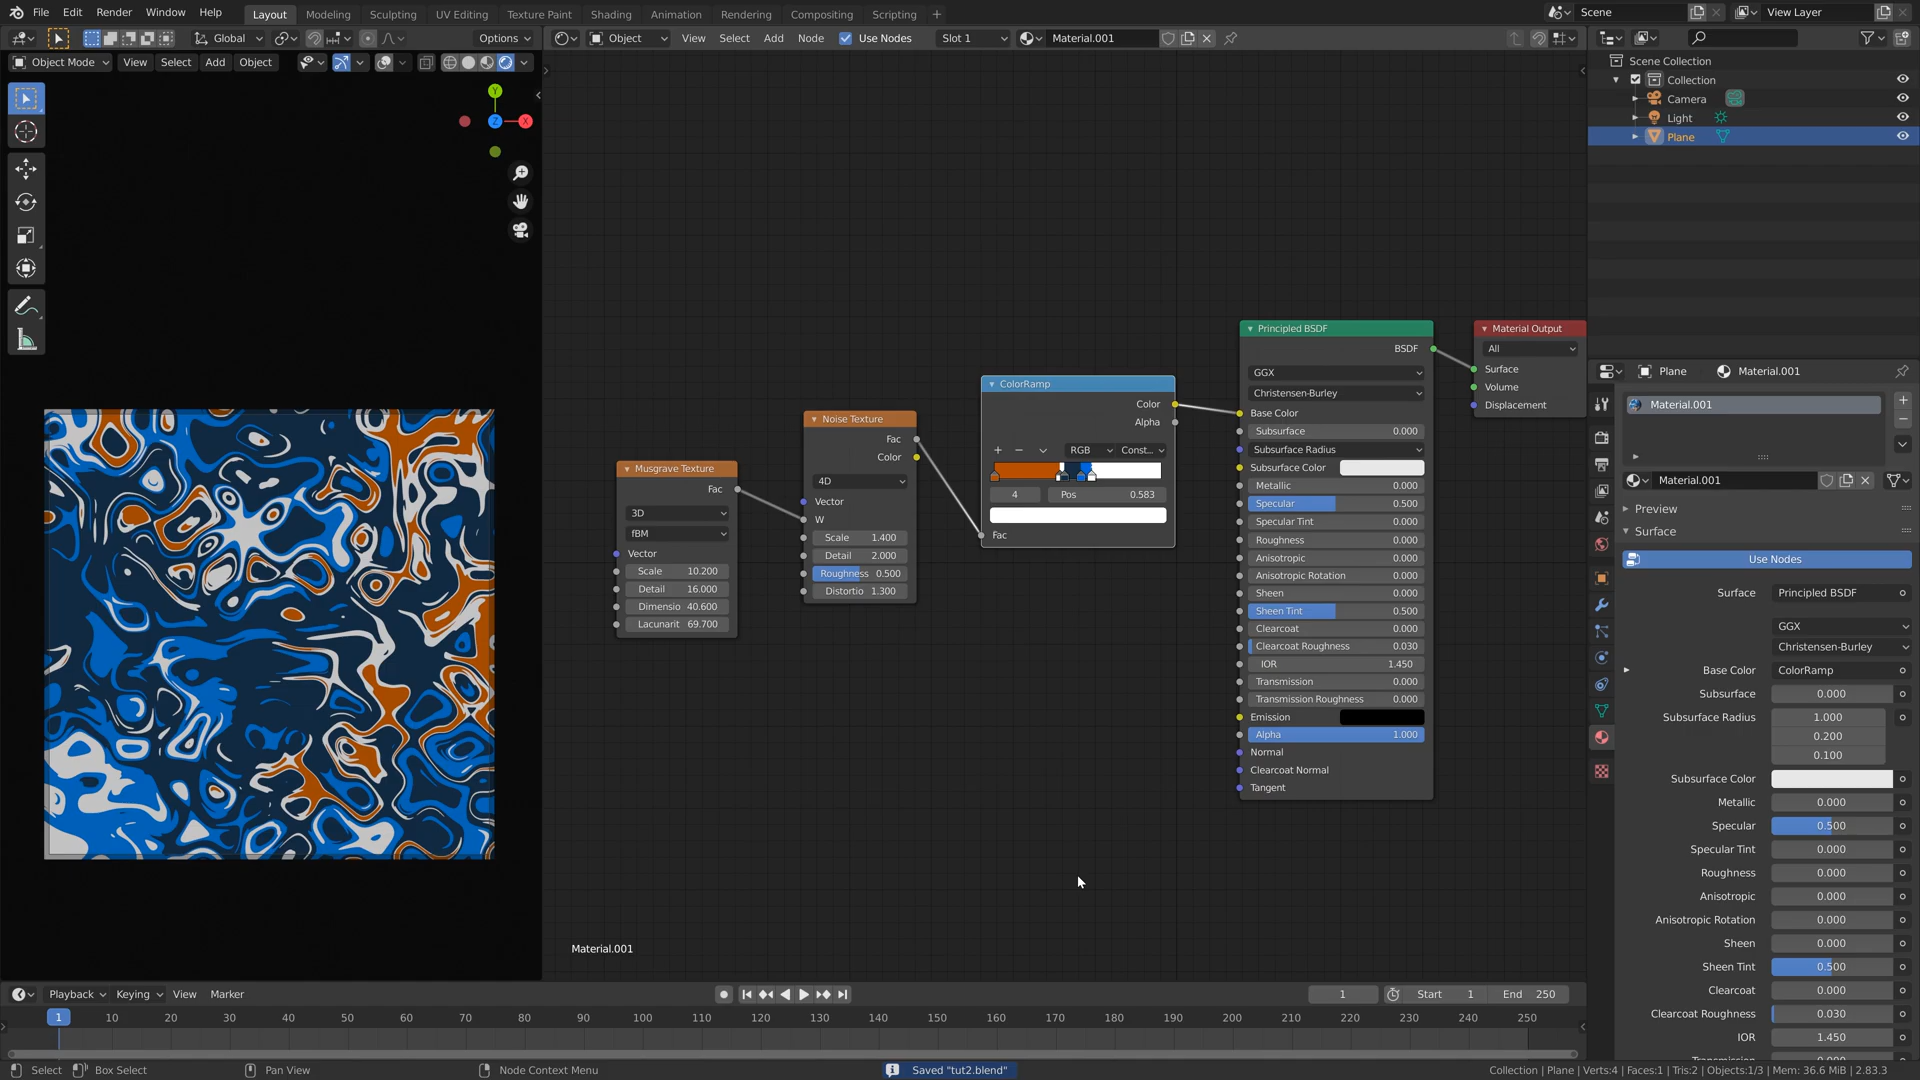 File Edit Render Window Help Layout Modeling Sculpting UV Editing Texture Paint Shading Animation Rendering Compositing Scripting + Scene View Layer
Global Options Object View Select Add Node Use Nodes Slot 1 Material.001
Object Mode View Select Add Object
Y
Z X
Musgrave Texture
Fac
3D
fBM
Vector
Scale 10.200
Detail 16.000
Dimensio 40.600
Lacunarit 69.700
Noise Texture
Fac
Color
4D
Vector
W
Scale 1.400
Detail 2.000
Roughness 0.500
Distortio 1.300
ColorRamp
Color
Alpha
RGB Const..
4 Pos 0.583
Fac
Principled BSDF
BSDF
GGX
Christensen-Burley
Base Color
Subsurface 0.000
Subsurface Radius
Subsurface Color
Metallic 0.000
Specular 0.500
Specular Tint 0.000
Roughness 0.000
Anisotropic 0.000
Anisotropic Rotation 0.000
Sheen 0.000
Sheen Tint 0.500
Clearcoat 0.000
Clearcoat Roughness 0.030
IOR 1.450
Transmission 0.000
Transmission Roughness 0.000
Emission
Alpha 1.000
Normal
Clearcoat Normal
Tangent
Material Output
All
Surface
Volume
Displacement
Material.001
Scene Collection
Collection
Camera
Light
Plane
Plane Material.001
Material.001
Material.001
Preview
Surface
Use Nodes
Surface Principled BSDF
GGX
Christensen-Burley
Base Color ColorRamp
Subsurface 0.000
Subsurface Radius 1.000
0.200
0.100
Subsurface Color
Metallic 0.000
Specular 0.500
Specular Tint 0.000
Roughness 0.000
Anisotropic 0.000
Anisotropic Rotation 0.000
Sheen 0.000
Sheen Tint 0.500
Clearcoat 0.000
Clearcoat Roughness 0.030
IOR 1.450
Playback Keying View Marker 1 Start 1 End 250
1 10 20 30 40 50 60 70 80 90 100 110 120 130 140 150 160 170 180 190 200 210 220 230 240 250
Select Box Select Pan View Node Context Menu Saved "tut2.blend" Collection | Plane | Verts:4 | Faces:1 | Tris:2 | Objects:1/3 | Mem: 36.6 MiB | 2.83.3